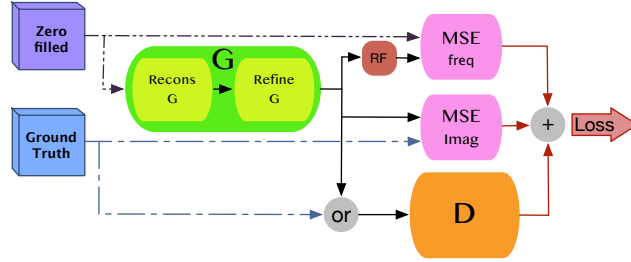 Zero
filled
G
Recons
G
Refine
G
RF
MSE
freq
Ground
Truth
MSE
Imag
+
Loss
or
D